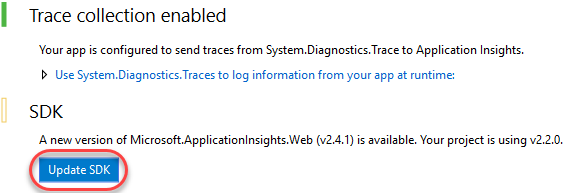 Trace collection enabled
Your app is configured to send traces from System.Diagnostics.Trace to Application Insights.
Use System.Diagnostics.Traces to log information from your app at runtime:
SDK
A new version of Microsoft.ApplicationInsights.Web (v2.4.1) is available. Your project is using v2.2.0.
Update SDK